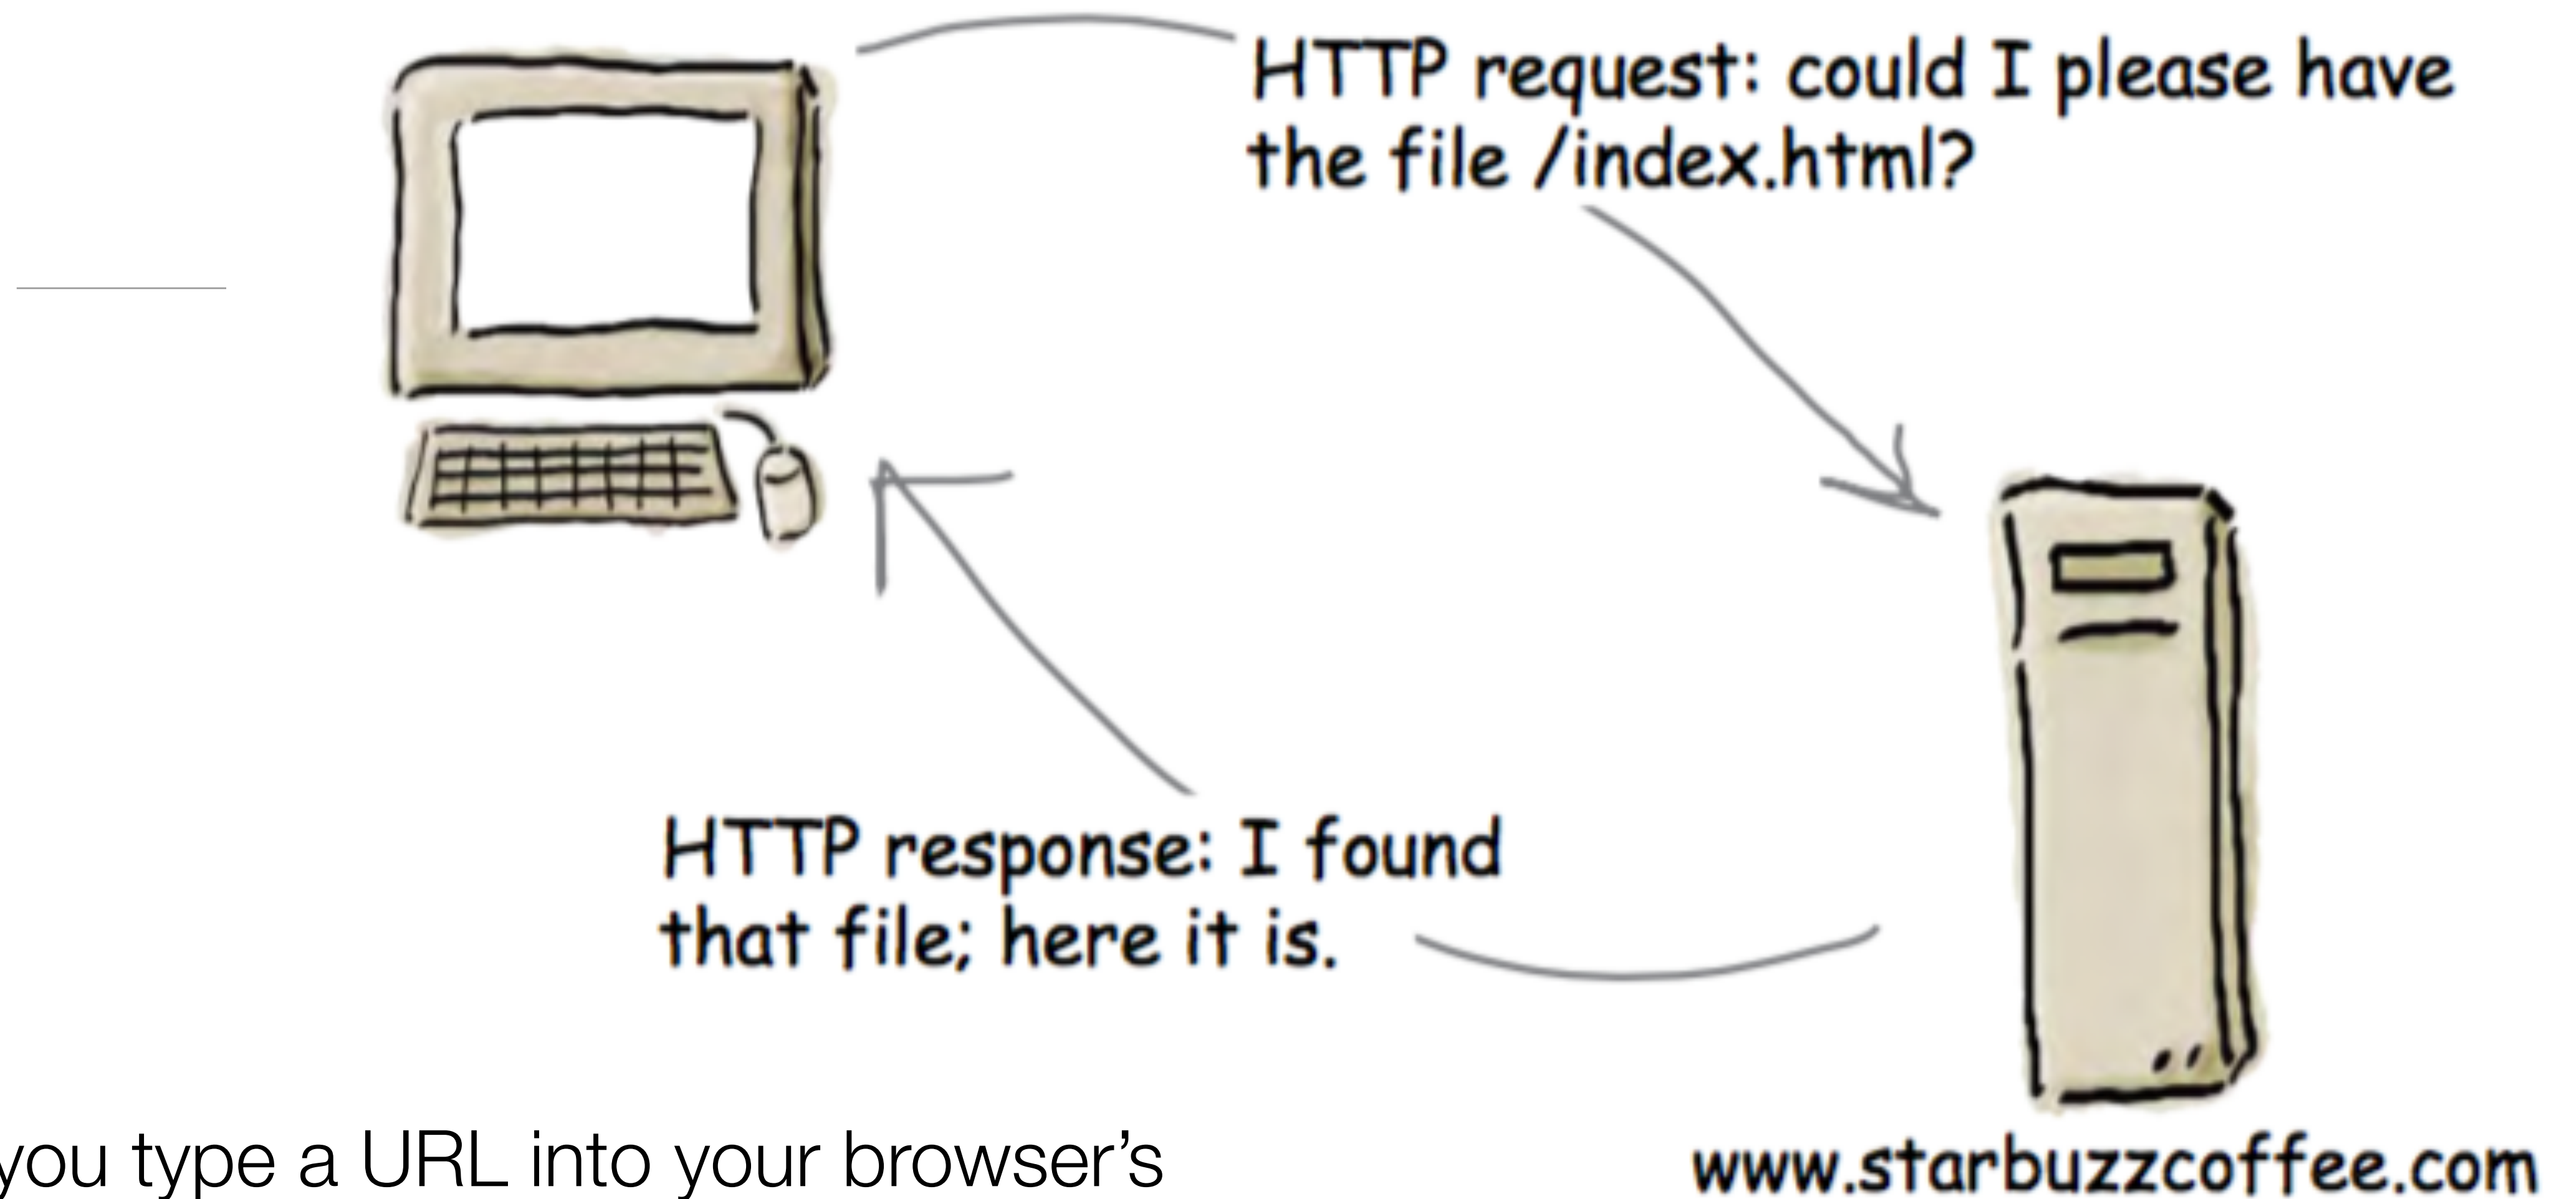 HTTP request: could I please have
the file /index.html?
HTTP response: I found
that file; here it is.
you type a URL into your browser’s
www.starbuzzcoffee.com